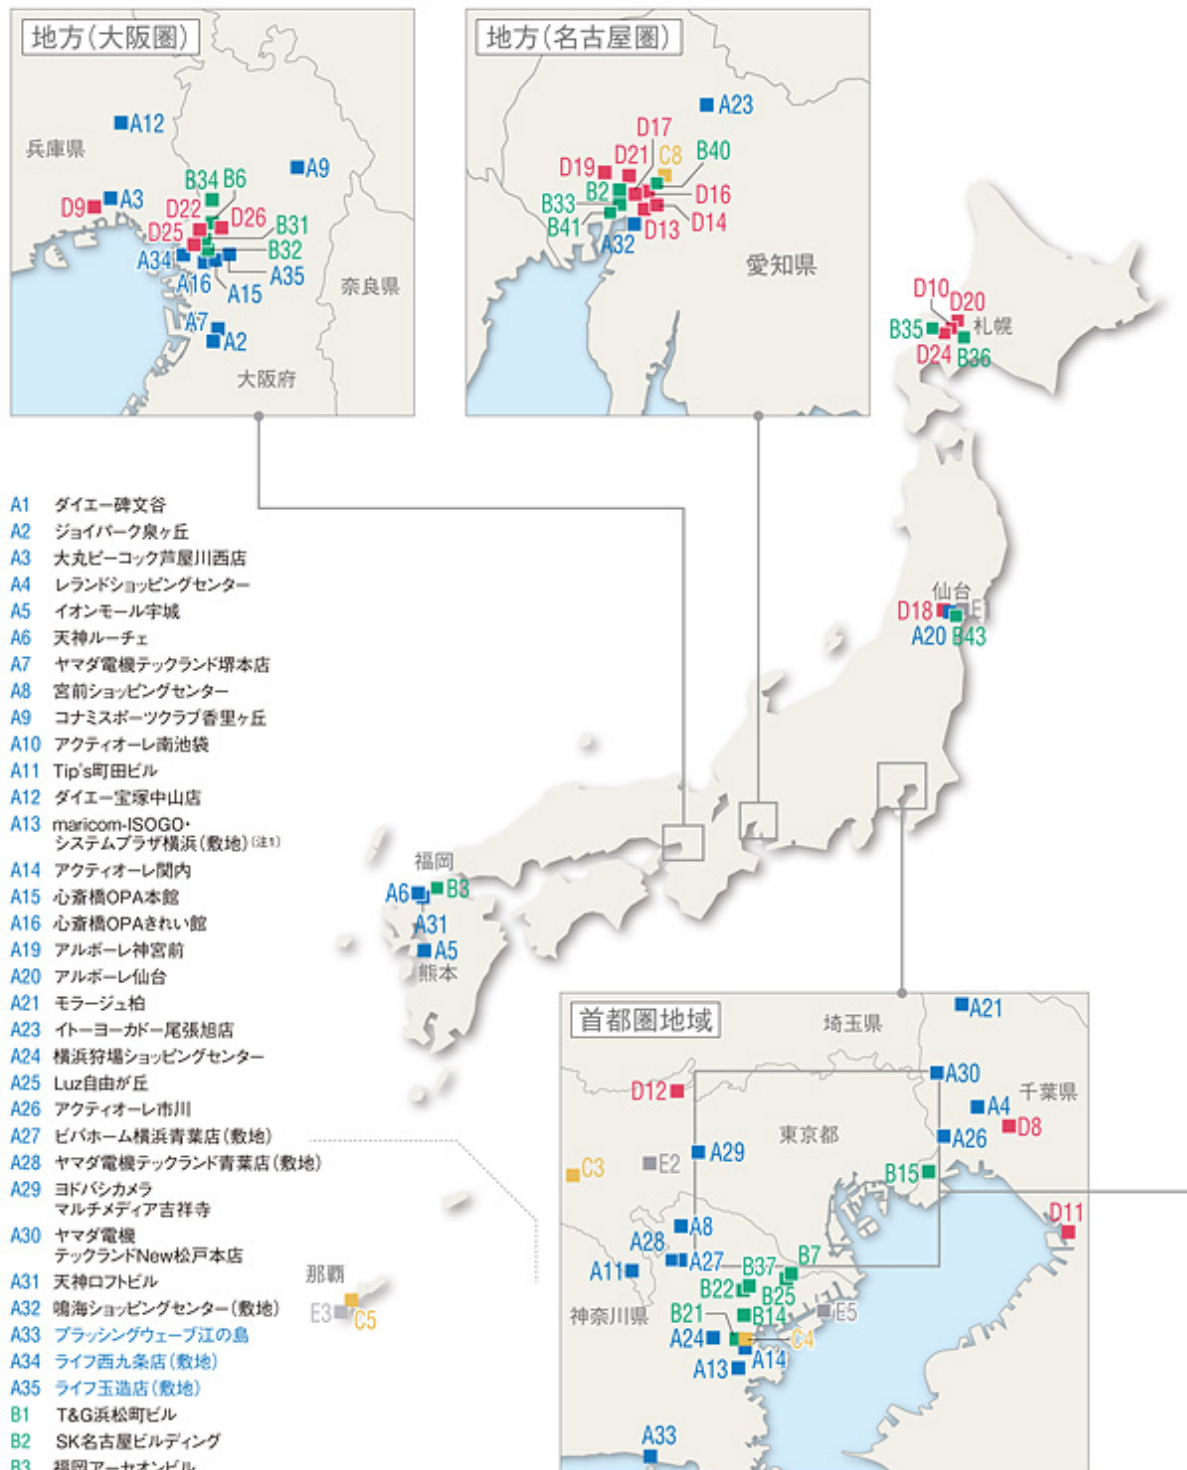 地方(大阪圏)
兵庫県
A12
A9
B34 B6
D9
A3
D22
D26
D25
B31
B32
A34
A16
A15
A35
奈良県
A7
A2
大阪府
地方(名古屋圏)
A23
D17
D19
D21
C8
B40
B2
B33
B41
D16
D14
D13
A32
愛知県
D10
D20
B35
札幌
D24
B36
仙台
D18
A20
B43
福岡
A6
B3
A31
A5
熊本
A1 ダイエー碑文谷
A2 ジョイパーク泉ヶ丘
A3 大丸ピーコック芦屋川西店
A4 レランドショッピングセンター
A5 イオンモール宇城
A6 天神ルーチェ
A7 ヤマダ電機テックランド堺本店
A8 宮前ショッピングセンター
A9 コナミスポーツクラブ香里ヶ丘
A10 アクティオーレ南池袋
A11 Tip's町田ビル
A12 ダイエー宝塚中山店
A13 maricom-ISOGO・
システムプラザ横浜(敷地)(注1)
A14 アクティオーレ関内
A15 心斎橋OPA本館
A16 心斎橋OPAきれい館
A19 アルボーレ神宮前
A20 アルボーレ仙台
A21 モラージュ柏
A23 イトーヨーカドー尾張旭店
A24 横浜狩場ショッピングセンター
A25 Luz自由が丘
A26 アクティオーレ市川
A27 ビバホーム横浜青葉店(敷地)
A28 ヤマダ電機テックランド青葉店(敷地)
A29 ヨドバシカメラ
マルチメディア吉祥寺
A30 ヤマダ電機
テックランドNew松戸本店
A31 天神ロフトビル
A32 鳴海ショッピングセンター(敷地)
A33 ブラッシングウェーブ江の島
A34 ライフ西九条店(敷地)
A35 ライフ玉造店(敷地)
B1 T&G浜松町ビル
B2 SK名古屋ビルディング
B3 福岡アーセオンビル
那覇
E3
C5
首都圏地域
埼玉県
A21
A30
D12
千葉県
A4
D8
東京都
A26
A29
E2
C3
B15
D11
A8
A28
A27
A11
B37
B7
B22
B25
神奈川県
B21
B14
E5
A24
C4
A14
A13
A33